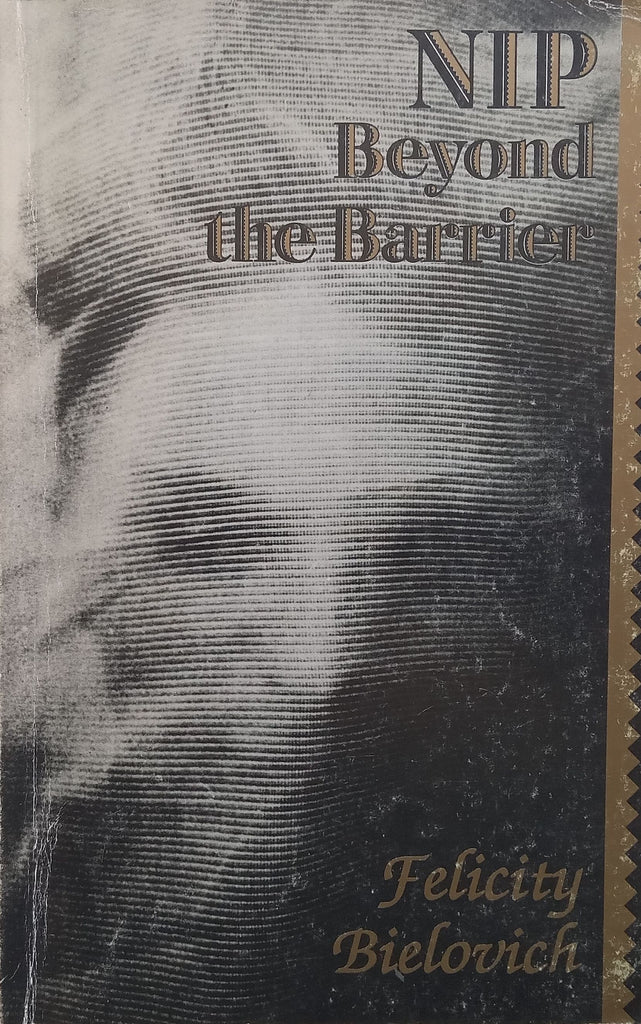 NIP
Beyond
the Barrier
Felicity
Bielovich